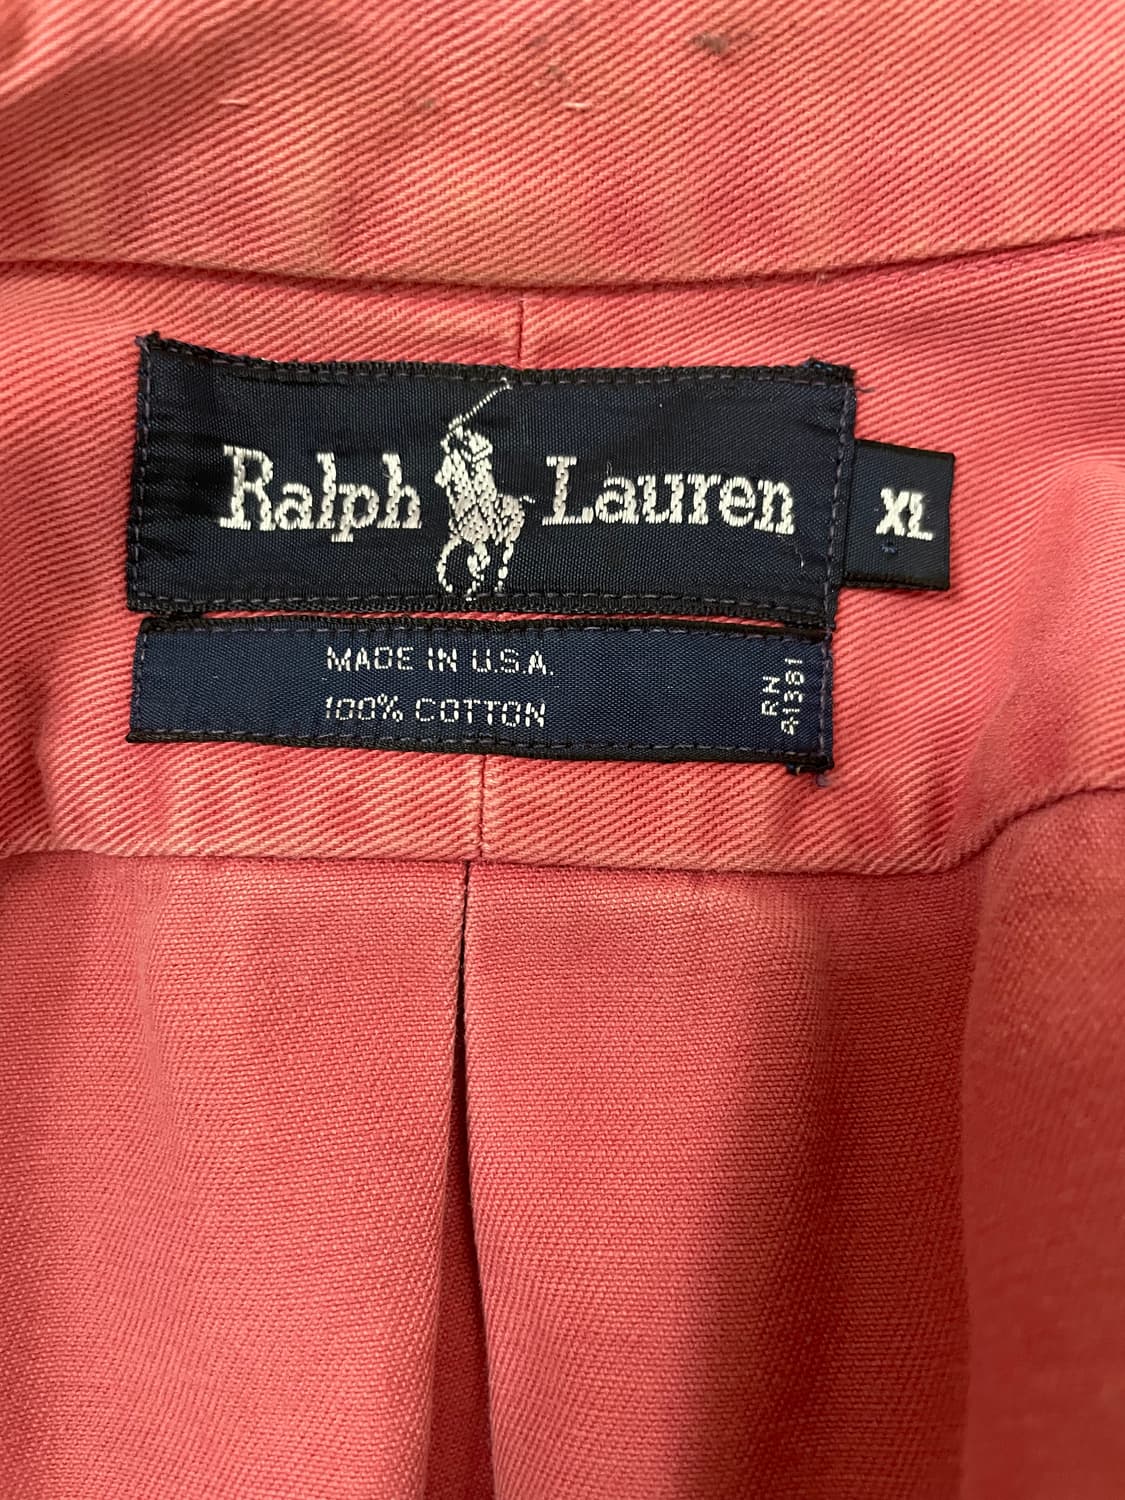 Ralph Lauren
XL
MADE IN U.S.A.
100% COTTON
RN
41381